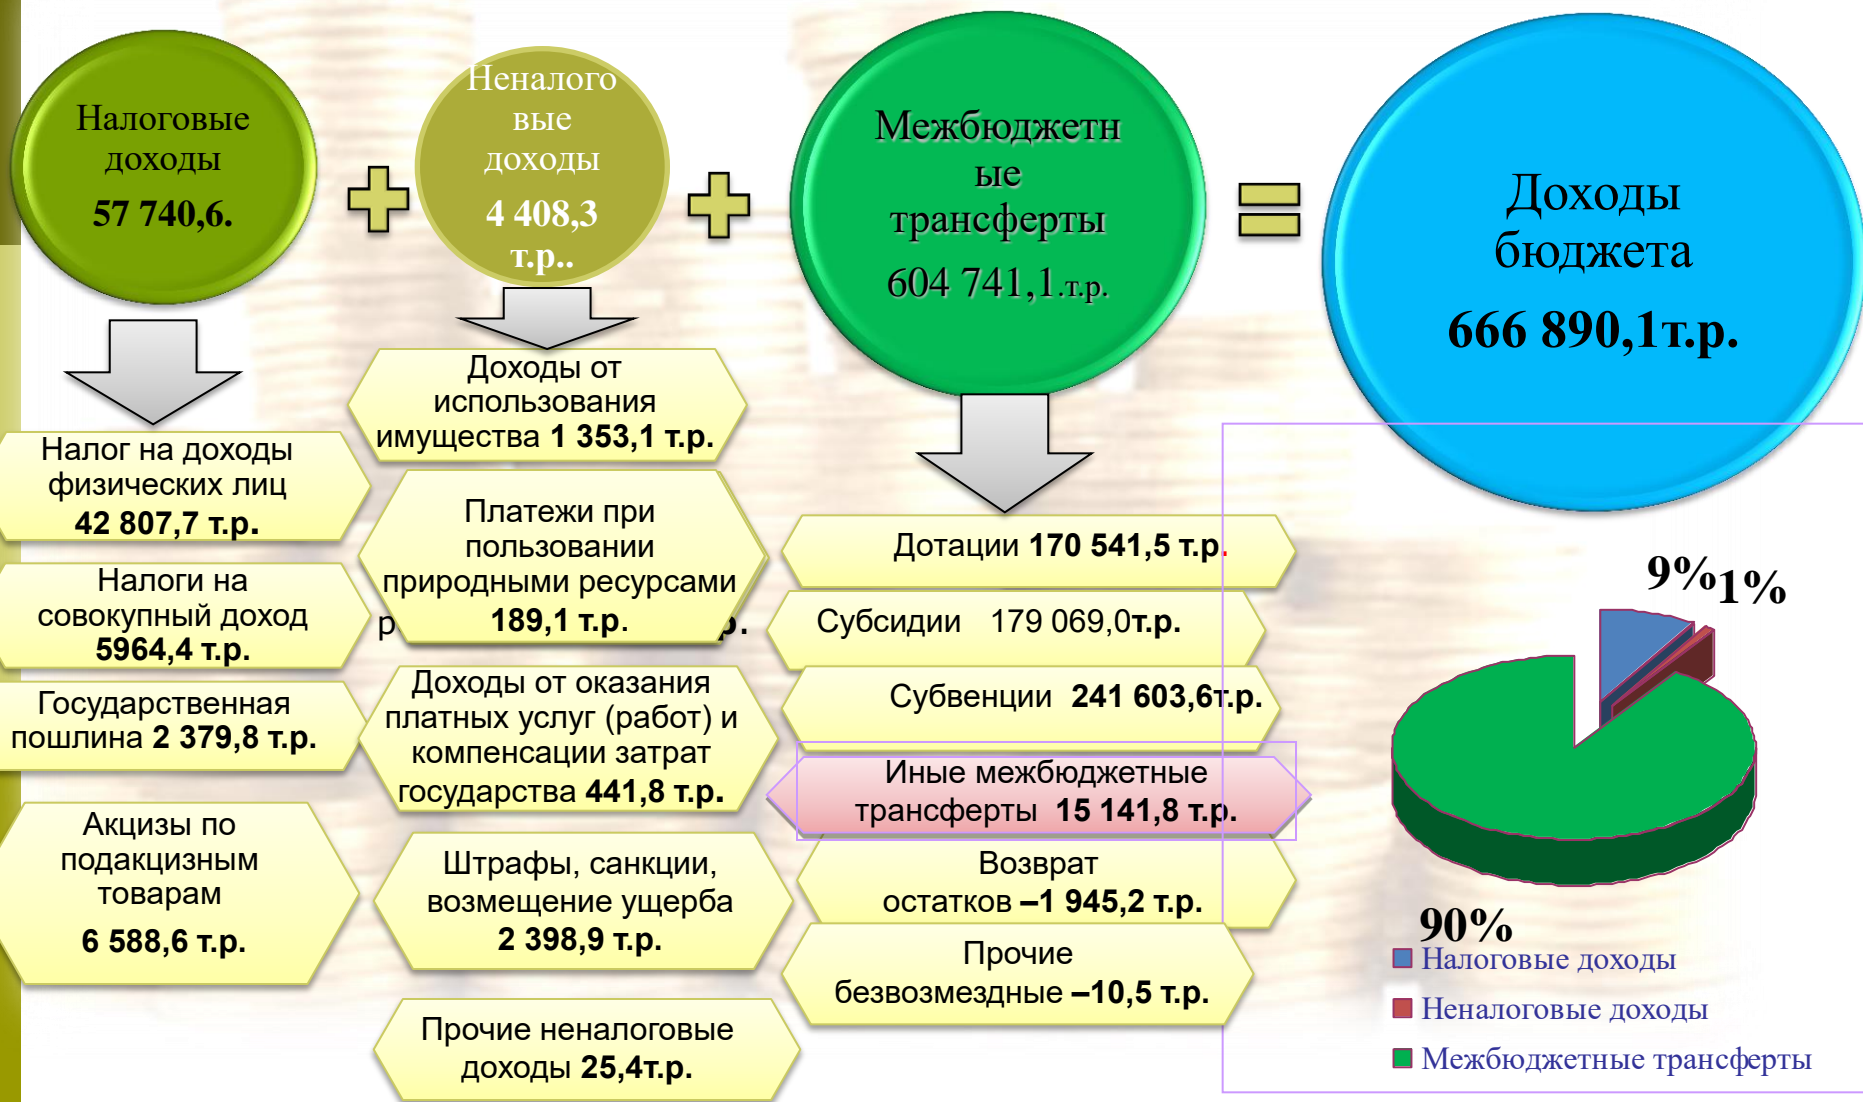 Налоговые
доходы
57 740,6.
Неналого
вые
доходы
4 408,3
т.р..
Межбюджетн
ые
трансферты
604 741,1.т.р.
Доходы
бюджета
666 890,1т.р.
Налог на доходы
физических лиц
42 807,7 т.р.
Налоги на
совокупный доход
5964,4 т.р.
Государственная
пошлина 2 379,8 т.р.
Акцизы по
подакцизным
товарам
6 588,6 т.р.
Доходы от
использования
имущества 1 353,1 т.р.
Платежи при
пользовании
природными ресурсами
189,1 т.р.
Доходы от оказания
платных услуг (работ) и
компенсации затрат
государства 441,8 т.р.
Штрафы, санкции,
возмещение ущерба
2 398,9 т.р.
Прочие неналоговые
доходы 25,4т.р.
Дотации 170 541,5 т.р.
Субсидии 179 069,0т.р.
Субвенции 241 603,6т.р.
Иные межбюджетные
трансферты 15 141,8 т.р.
Возврат
остатков –1 945,2 т.р.
Прочие
безвозмездные –10,5 т.р.
9%
1%
90%
Налоговые доходы
Неналоговые доходы
Межбюджетные трансферты